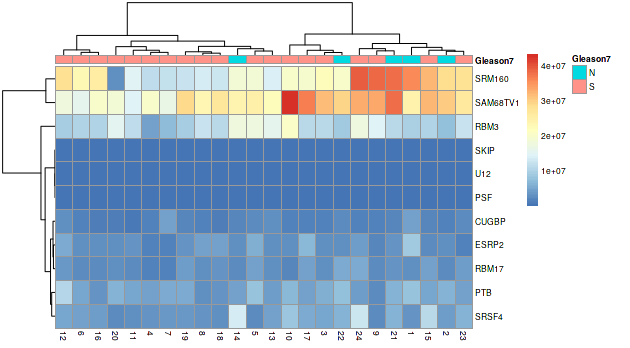 Gleason7
SRM160
SAM68TV1
RBM3
SKIP
U12
PSF
CUGBP
ESRP2
RBM17
PTB
SRSF4
12 6 16 20 11 4 7 19 8 18 14 5 13 10 17 3 22 24 9 21 1 15 2 23
4e+07
3e+07
2e+07
1e+07
Gleason7
N
S